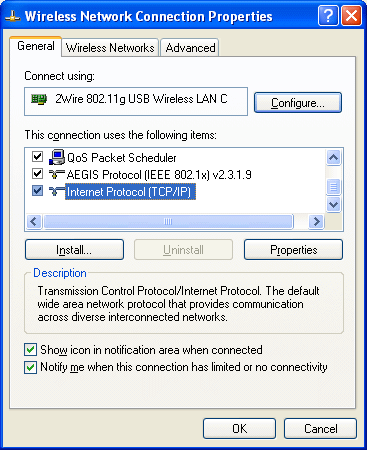 Wireless Network Connection Properties
General
Wireless Networks
Advanced
Connect using:
2Wire 802.11g USB Wireless LAN C
Configure...
This connection uses the following items:
QoS Packet Scheduler
AEGIS Protocol (IEEE 802.1x) v2.3.1.9
Internet Protocol (TCP/IP)
Install...
Uninstall
Properties
Description
Transmission Control Protocol/Internet Protocol. The default
wide area network protocol that provides communication
across diverse interconnected networks.
Show icon in notification area when connected
Notify me when this connection has limited or no connectivity
OK
Cancel